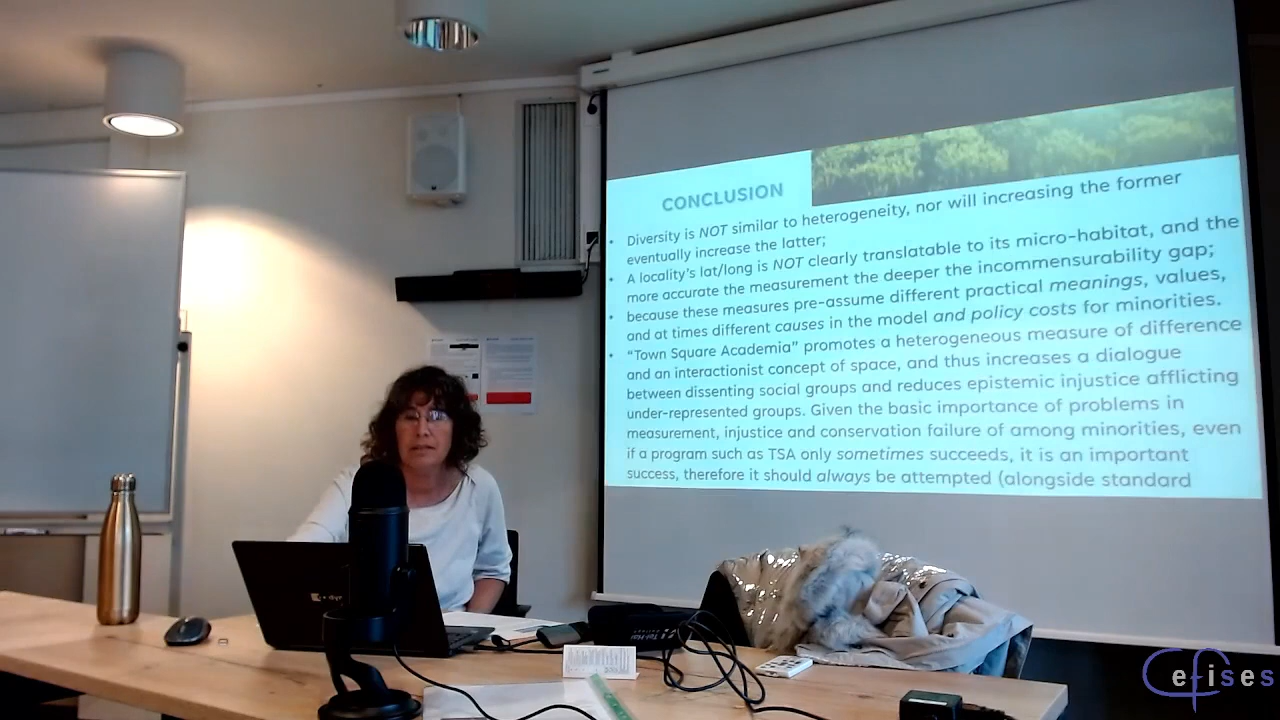 CONCLUSION
• Diversity is NOT similar to heterogeneity, nor will increasing the former
eventually increase the latter;
• A locality's lat/long is NOT clearly translatable to its micro-habitat, and the
more accurate the measurement the deeper the incommensurability gap;
• because these measures pre-assume different practical meanings, values,
and at times different causes in the model and policy costs for minorities.
• “Town Square Academia” promotes a heterogeneous measure of difference
and an interactionist concept of space, and thus increases a dialogue
between dissenting social groups and reduces epistemic injustice afflicting
under-represented groups. Given the basic importance of problems in
measurement, injustice and conservation failure of among minorities, even
if a program such as TSA only sometimes succeeds, it is an important
success, therefore it should always be attempted (alongside standard
Cefises